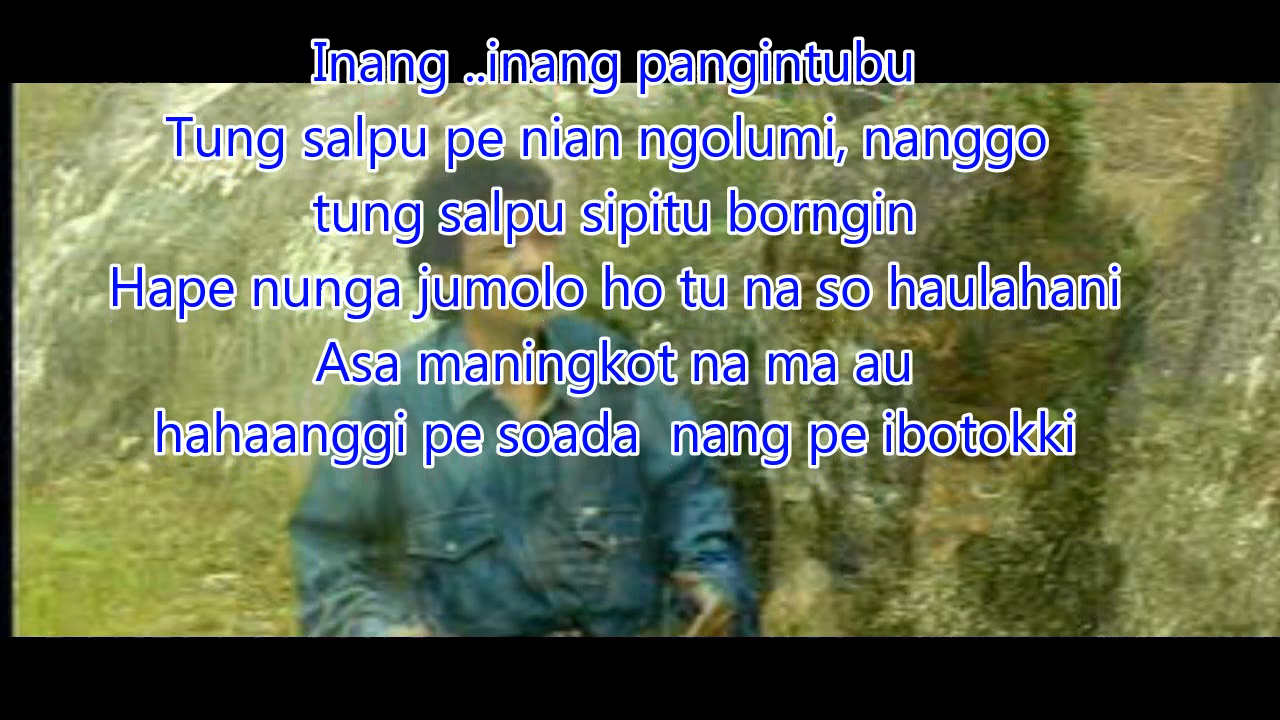 Inang ..inang pangintubu
Tung salpu pe nian ngolumi, nanggo
tung salpu sipitu borngin
Hape nunga jumolo ho tu na so haulahani
Asa maningkot na ma au
hahaanggi pe soada  nang pe ibotokki